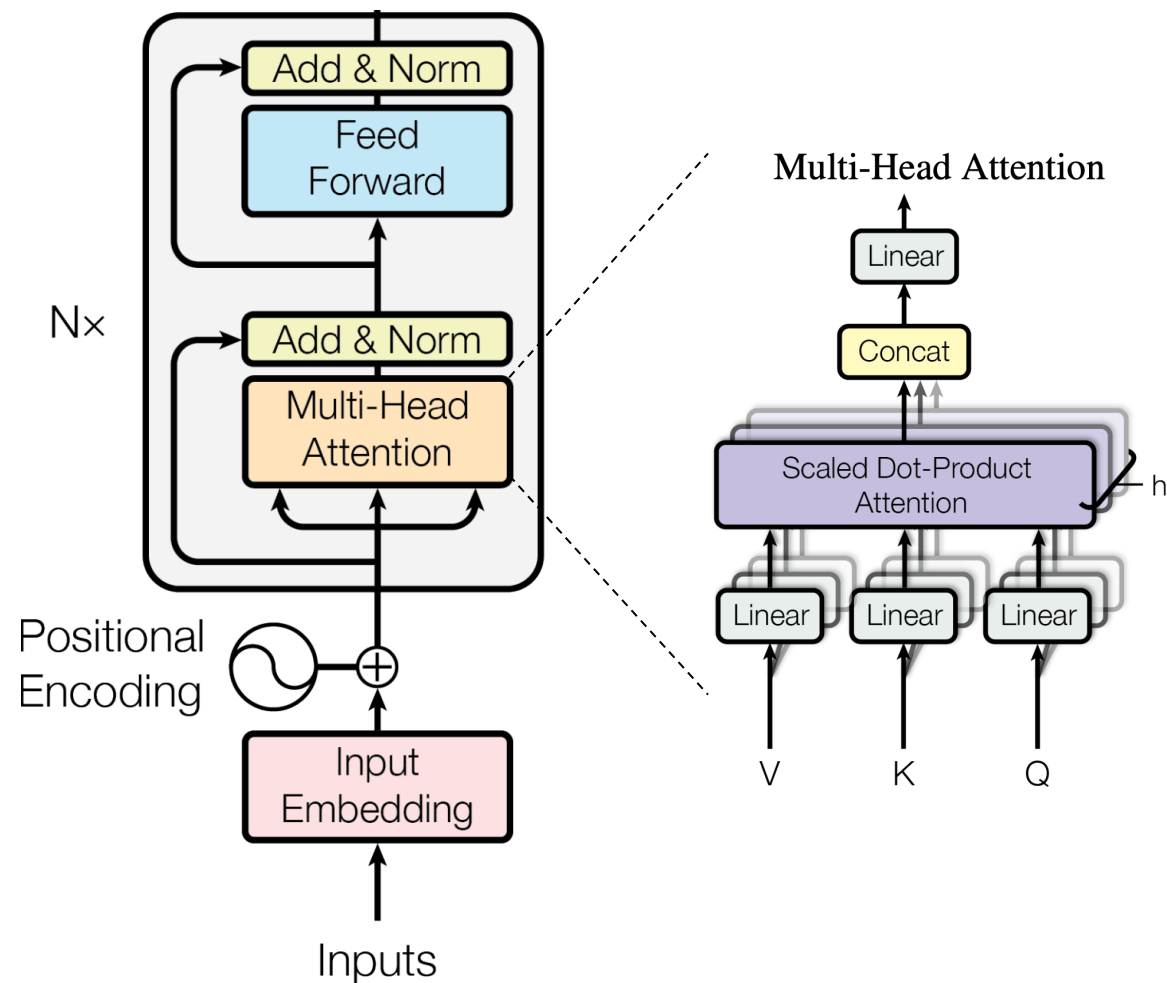 Add & Norm
Feed
Forward
N×
Add & Norm
Multi-Head
Attention
Positional
Encoding
Input
Embedding
Inputs
Multi-Head Attention
Linear
Concat
Scaled Dot-Product
Attention
h
Linear
Linear
Linear
V
K
Q